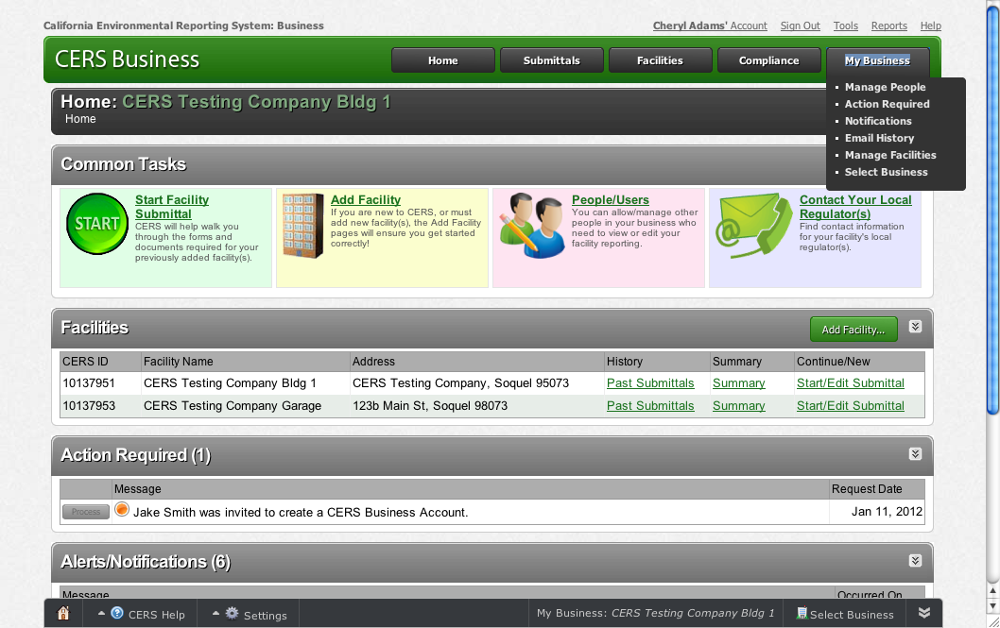 California Environmental Reporting System: Business
Cheryl Adams' Account Sign Out Tools Reports Help
CERS Business
Home Submittals Facilities Compliance My Business
Manage People
Action Required
Notifications
Email History
Manage Facilities
Select Business
Home: CERS Testing Company Bldg 1
Home
Common Tasks
START
Start Facility
Submittal
CERS will help walk you
through the forms and
documents required for your
previously added facility(s).
Add Facility
If you are new to CERS, or must
add new facility(s), the Add Facility
pages will ensure you get started
correctly!
People/Users
You can allow/manage other
people in your business who
need to view or edit your
facility reporting.
@
Contact Your Local
Regulator(s)
Find contact information
for your facility's local
regulator(s).
Facilities
Add Facility...
CERS ID Facility Name Address History Summary Continue/New
10137951 CERS Testing Company Bldg 1 CERS Testing Company, Soquel 95073 Past Submittals Summary Start/Edit Submittal
10137953 CERS Testing Company Garage 123b Main St, Soquel 98073 Past Submittals Summary Start/Edit Submittal
Action Required (1)
Message Request Date
Process Jake Smith was invited to create a CERS Business Account. Jan 11, 2012
Alerts/Notifications (6)
Message Occurred On
? CERS Help Settings My Business: CERS Testing Company Bldg 1 Select Business